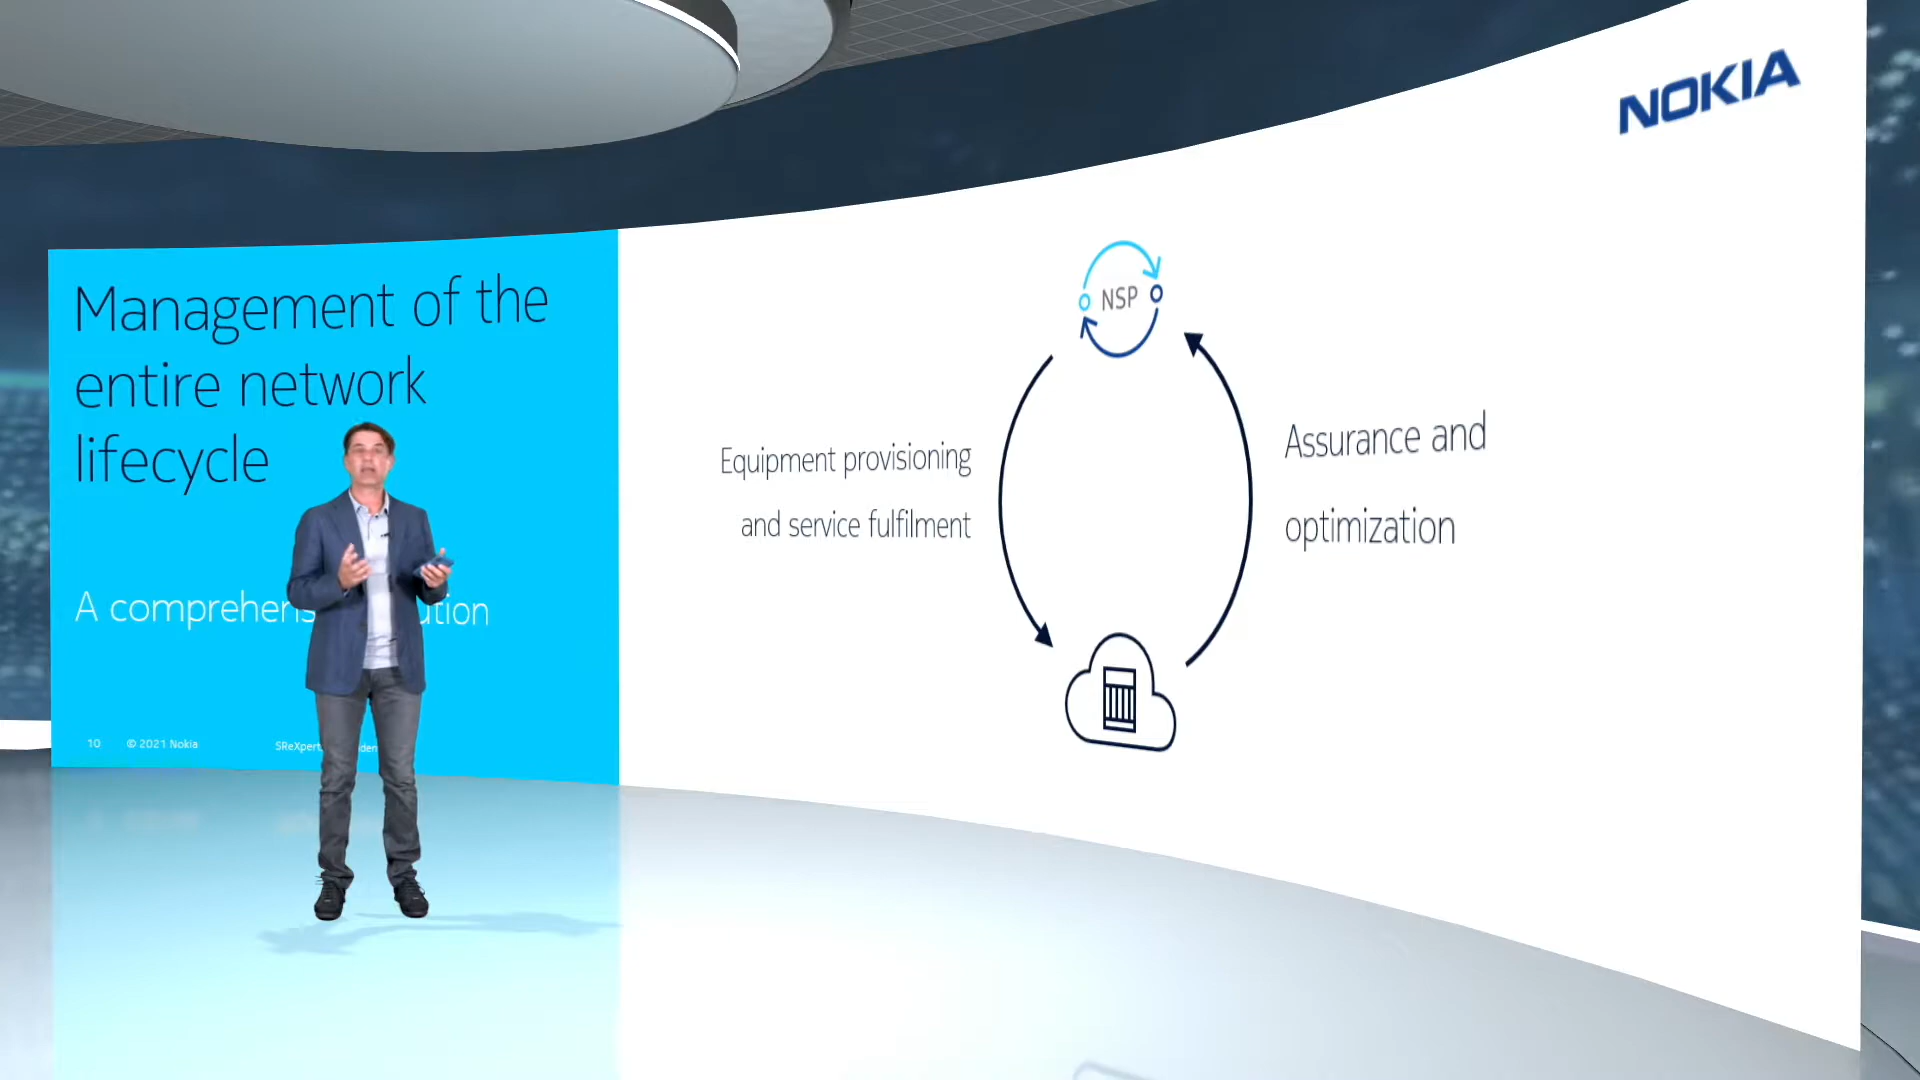 NOKIA
Management of the
entire network
lifecycle
A
10 © 2021 Nokia
NSP
Equipment provisioning
and service fulfilment
Assurance and
optimization